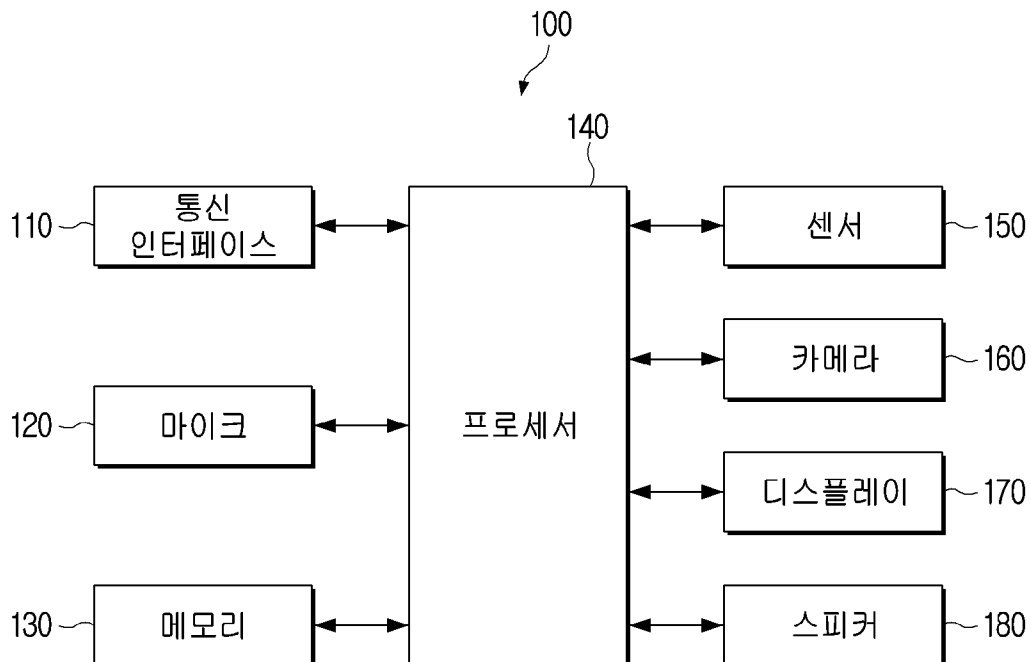 100
140
110
통신
인터페이스
센서
150
카메라
160
120
마이크
프로세서
디스플레이
170
130
메모리
스피커
180